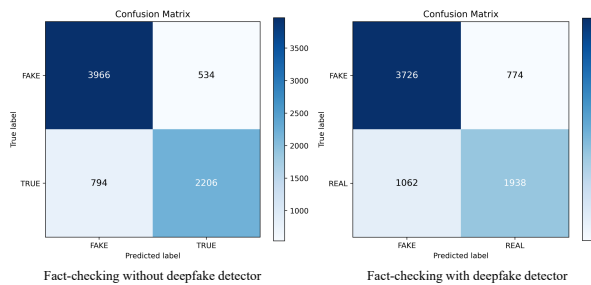 Confusion Matrix
FAKE
3966
534
TRUE
794
2206
True label
FAKE
TRUE
Predicted label
3500
3000
2500
2000
1500
1000
Fact-checking without deepfake detector
Confusion Matrix
FAKE
3726
774
REAL
1062
1938
True label
FAKE
REAL
Predicted label
Fact-checking with deepfake detector